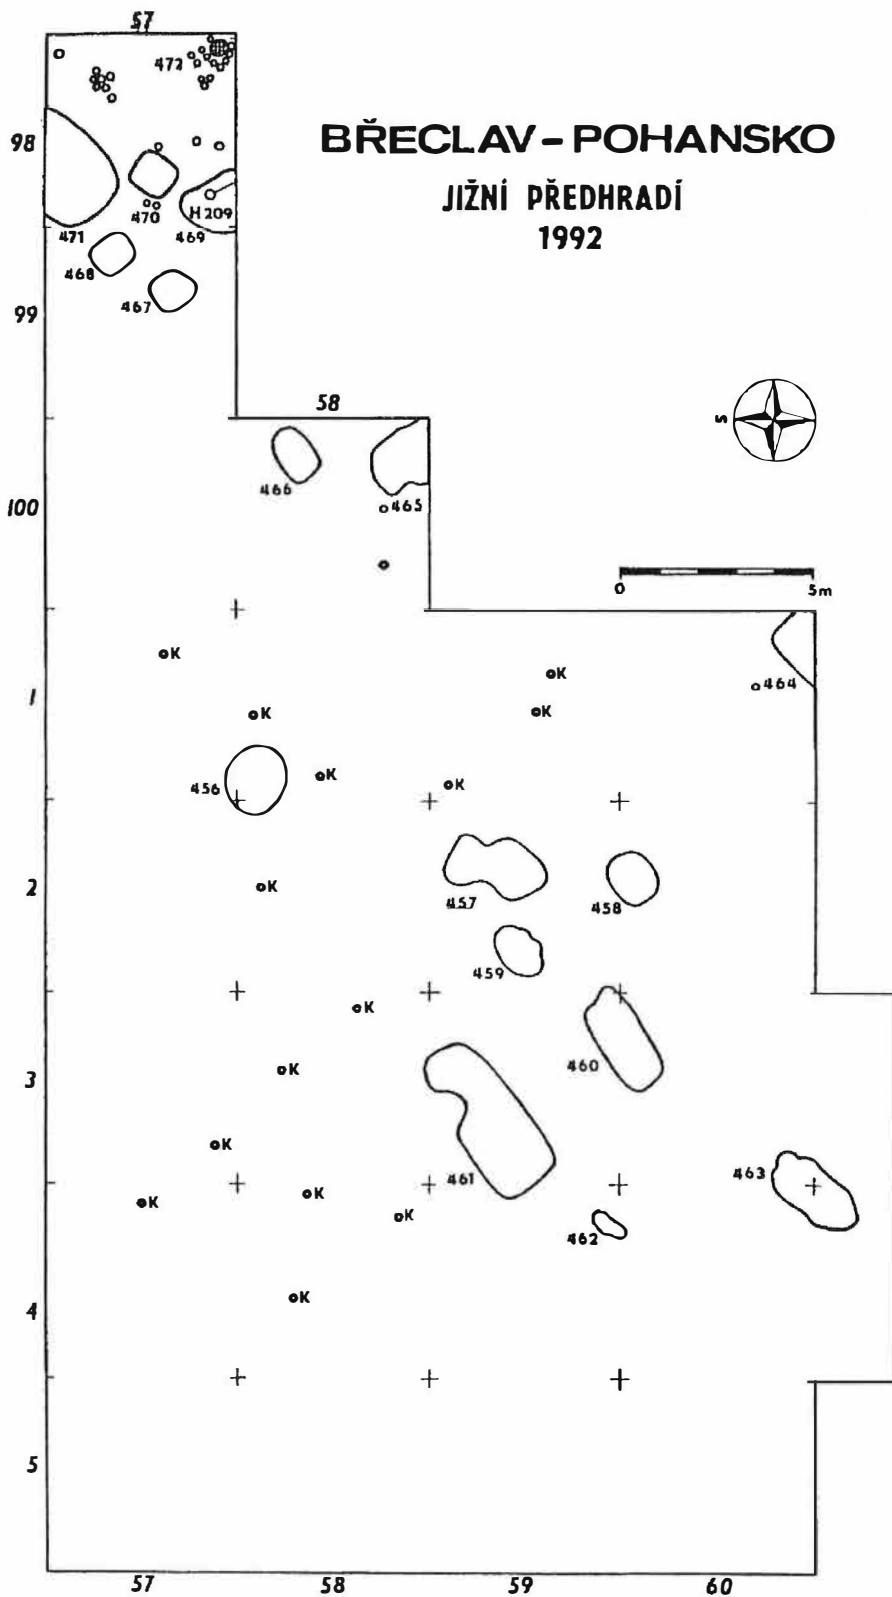 57
472
98
BŘECLAV – POHANSKO
JIŽNÍ PŘEDHRADÍ
1992
H 209
470
471
469
468
467
99
58
S
466
465
100
0 5m
K
K
464
1
K
K
456
K
K
2
K
457
458
459
K
460
3
K
K
461
463
K
K
K
462
4
K
5
57 58 59 60